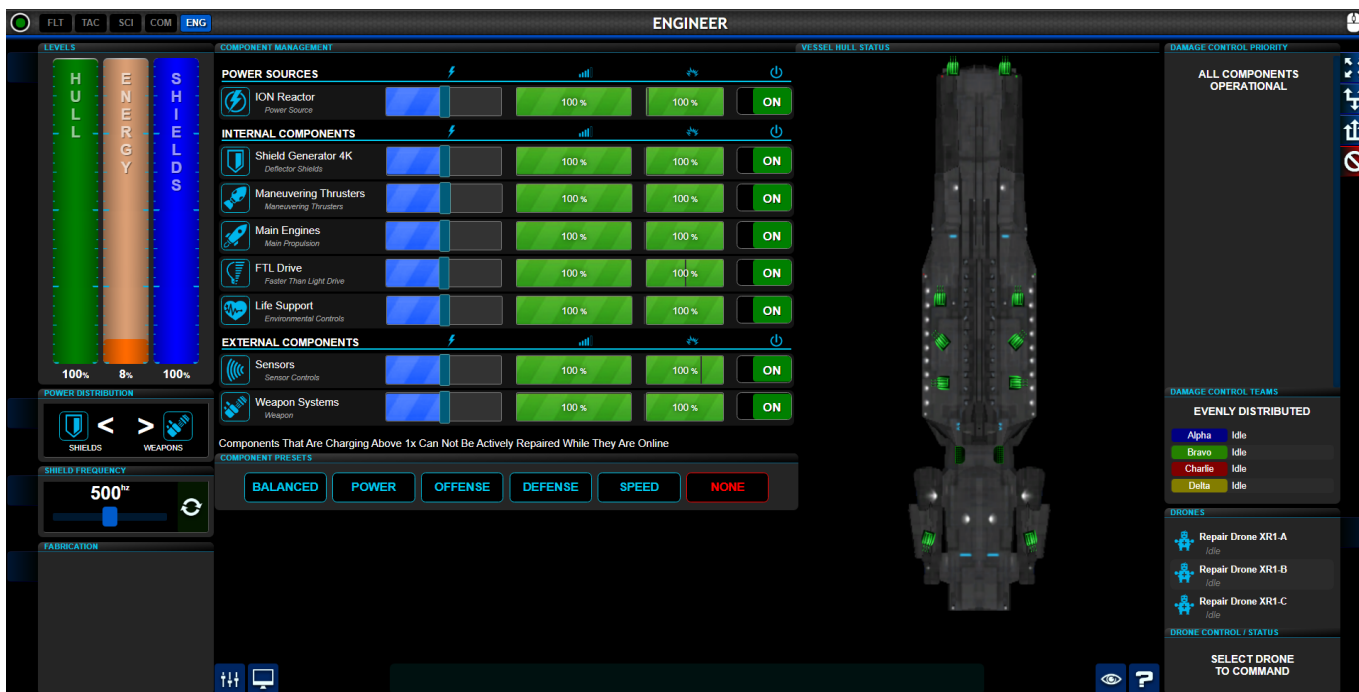 FLT TAC SCI COM ENG
ENGINEER
LEVELS
HULL
ENERGY
SHIELDS
100%
8%
100%
POWER DISTRIBUTION
< >
SHIELDS WEAPONS
SHIELD FREQUENCY
500hz
FABRICATION
COMPONENT MANAGEMENT
POWER SOURCES
ION Reactor 100 % 100 % ON
Power Source
INTERNAL COMPONENTS
Shield Generator 4K 100 % 100 % ON
Deflector Shields
Maneuvering Thrusters 100 % 100 % ON
Maneuvering Thrusters
Main Engines 100 % 100 % ON
Main Propulsion
FTL Drive 100 % 100 % ON
Faster Than Light Drive
Life Support 100 % 100 % ON
Environmental Controls
EXTERNAL COMPONENTS
Sensors 100 % 100 % ON
Sensor Controls
Weapon Systems 100 % 100 % ON
Weapon
Components That Are Charging Above 1x Can Not Be Actively Repaired While They Are Online
COMPONENT PRESETS
BALANCED POWER OFFENSE DEFENSE SPEED NONE
VESSEL HULL STATUS
?
DAMAGE CONTROL PRIORITY
ALL COMPONENTS
OPERATIONAL
DAMAGE CONTROL TEAMS
EVENLY DISTRIBUTED
Alpha Idle
Bravo Idle
Charlie Idle
Delta Idle
DRONES
Repair Drone XR1-A
Idle
Repair Drone XR1-B
Idle
Repair Drone XR1-C
Idle
DRONE CONTROL / STATUS
SELECT DRONE
TO COMMAND